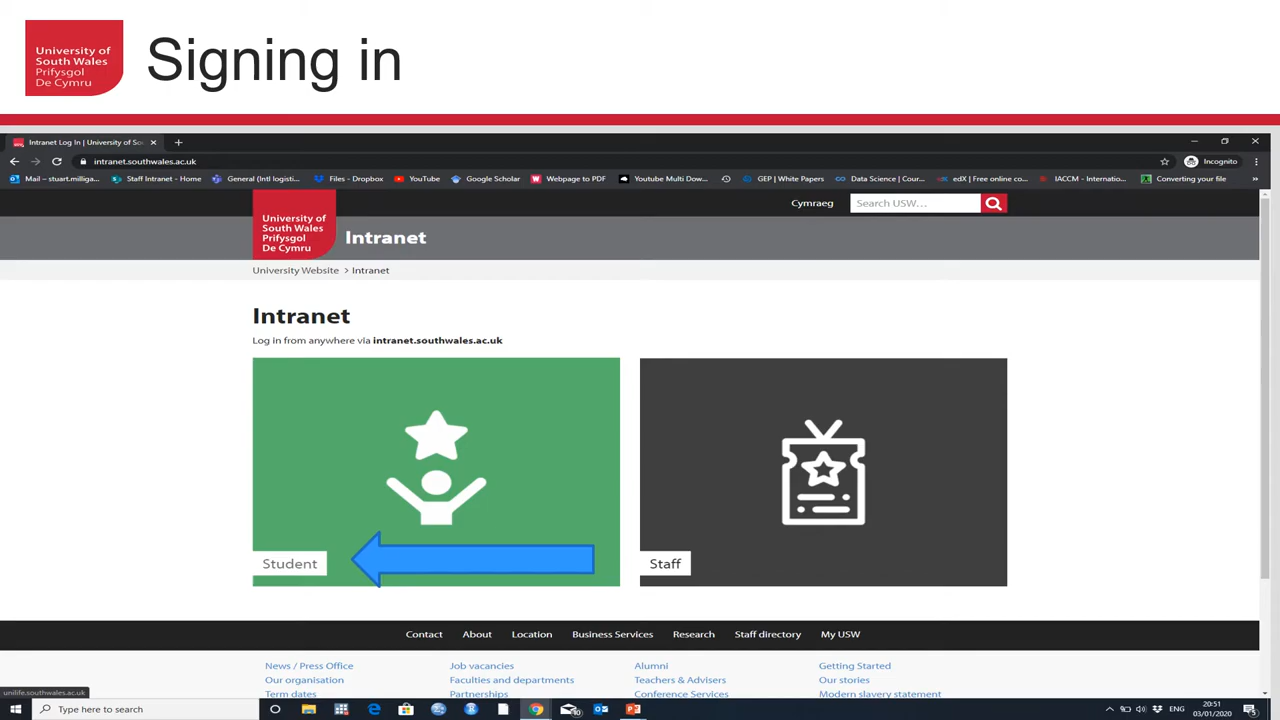 University of
South Wales
Prifysgol
De Cymru
Signing in
Intranet Log In | University of So
intranet.southwales.ac.uk
Incognito
Mail – stuart.milliga...
Staff Intranet - Home
General (Intl logisti...
Files - Dropbox
YouTube
Google Scholar
Webpage to PDF
Youtube Multi Dow...
GEP | White Papers
Data Science | Cour...
edX | Free online co...
IACCM - Internatio...
Converting your file
»
Cymraeg
Search USW...
University of
South Wales
Prifysgol
De Cymru
Intranet
University Website > Intranet
Intranet
Log in from anywhere via intranet.southwales.ac.uk
Student
Staff
Contact
About
Location
Business Services
Research
Staff directory
My USW
News / Press Office
Job vacancies
Alumni
Getting Started
Our organisation
Faculties and departments
Teachers & Advisers
Our stories
Term dates
Partnerships
Conference Services
Modern slavery statement
unilife.southwales.ac.uk
Type here to search
ENG
20:51
03/01/2020